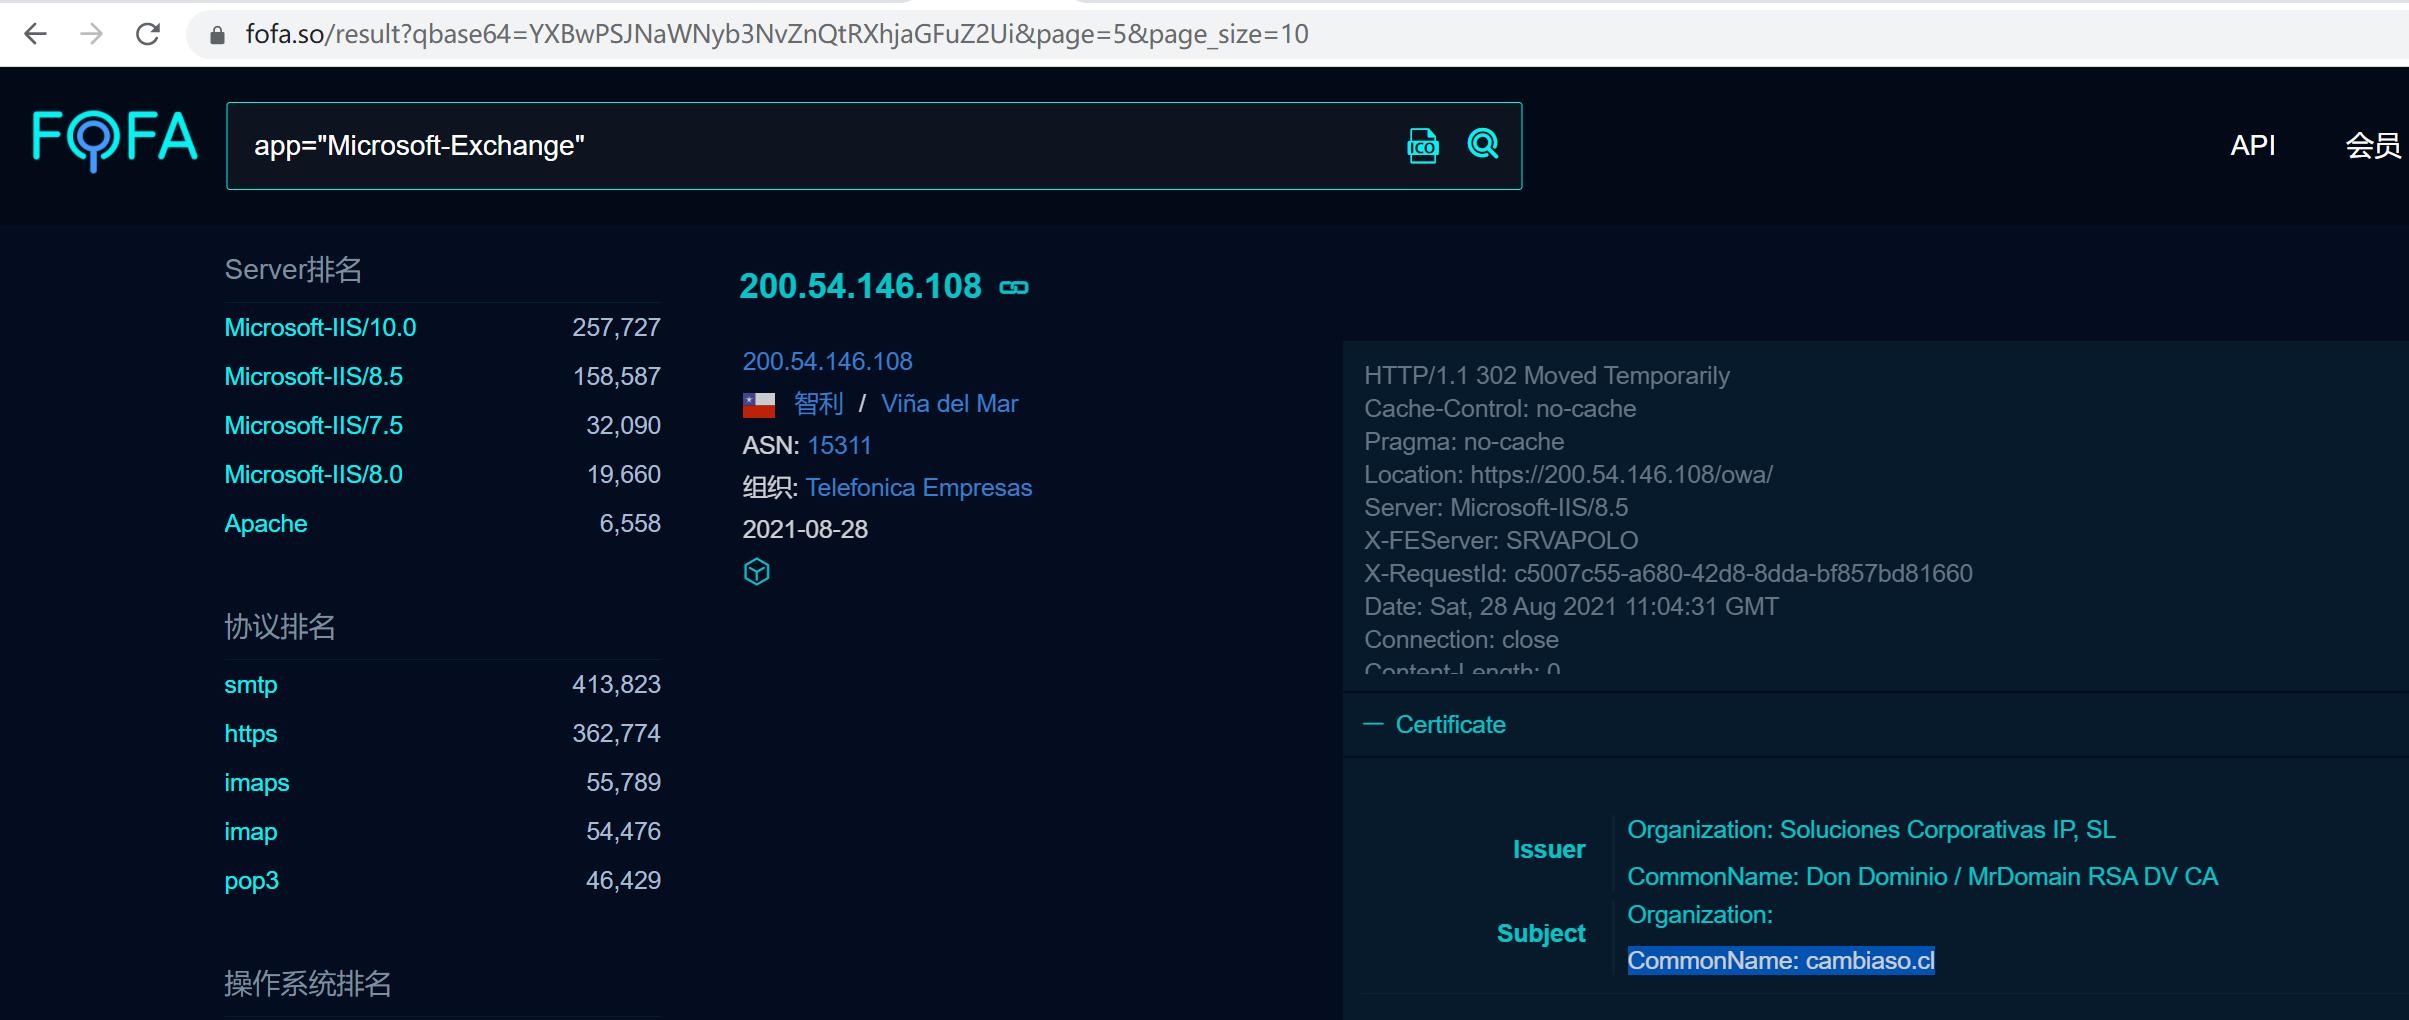 fofa.so/result?qbase64=YXBwPSJNaWNyb3NvZnQtRXhjaGFuZ2Ui&page=5&page_size=10
FOFA
app="Microsoft-Exchange"
ICO
API
会员
Server排名
Microsoft-IIS/10.0 257,727
Microsoft-IIS/8.5 158,587
Microsoft-IIS/7.5 32,090
Microsoft-IIS/8.0 19,660
Apache 6,558
协议排名
smtp 413,823
https 362,774
imaps 55,789
imap 54,476
pop3 46,429
操作系统排名
200.54.146.108
200.54.146.108
智利 / Viña del Mar
ASN: 15311
组织: Telefonica Empresas
2021-08-28
HTTP/1.1 302 Moved Temporarily
Cache-Control: no-cache
Pragma: no-cache
Location: https://200.54.146.108/owa/
Server: Microsoft-IIS/8.5
X-FEServer: SRVAPOLO
X-RequestId: c5007c55-a680-42d8-8dda-bf857bd81660
Date: Sat, 28 Aug 2021 11:04:31 GMT
Connection: close
Content-Length: 0
— Certificate
Issuer
Organization: Soluciones Corporativas IP, SL
CommonName: Don Dominio / MrDomain RSA DV CA
Subject
Organization:
CommonName: cambiaso.cl